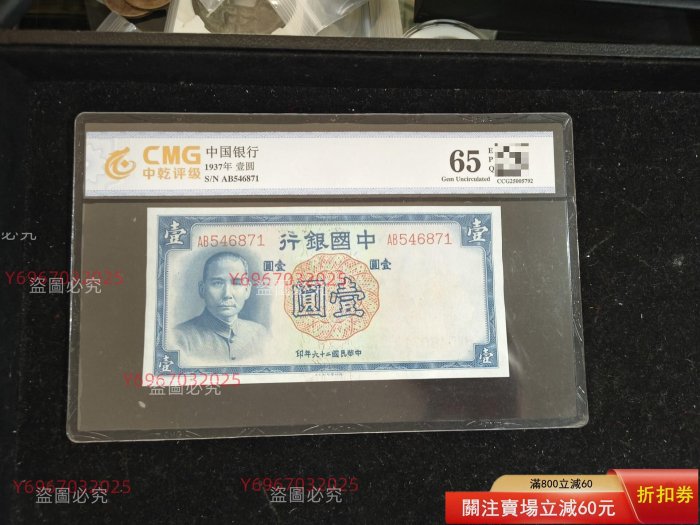 CMG
中乾评级
中国银行
1937年 壹圆
S/N AB546871
65
E
P
Q
Gem Uncirculated
CCG25005792
壹
AB546871
行銀國中
AB546871
壹
圓壹
圓壹
圓壹
印年六十二國民華中
壹
壹
Y6967032025
盜圖必究
Y6967032025
盜圖必究
Y6967032025
盜圖必究
Y6967032025
盜圖必究
Y6967032025
盜圖必究
必究
滿800立減60
關注賣場立減60元
折扣券